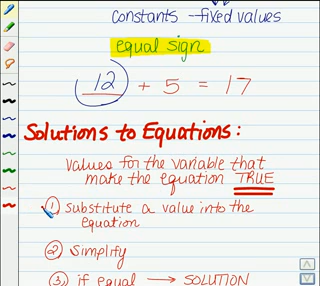 constants - fixed values
equal sign
12 + 5 = 17
Solutions to Equations:
values for the variable that
make the equation TRUE
① Substitute a value into the
equation
② Simplify
③ if equal → SOLUTION